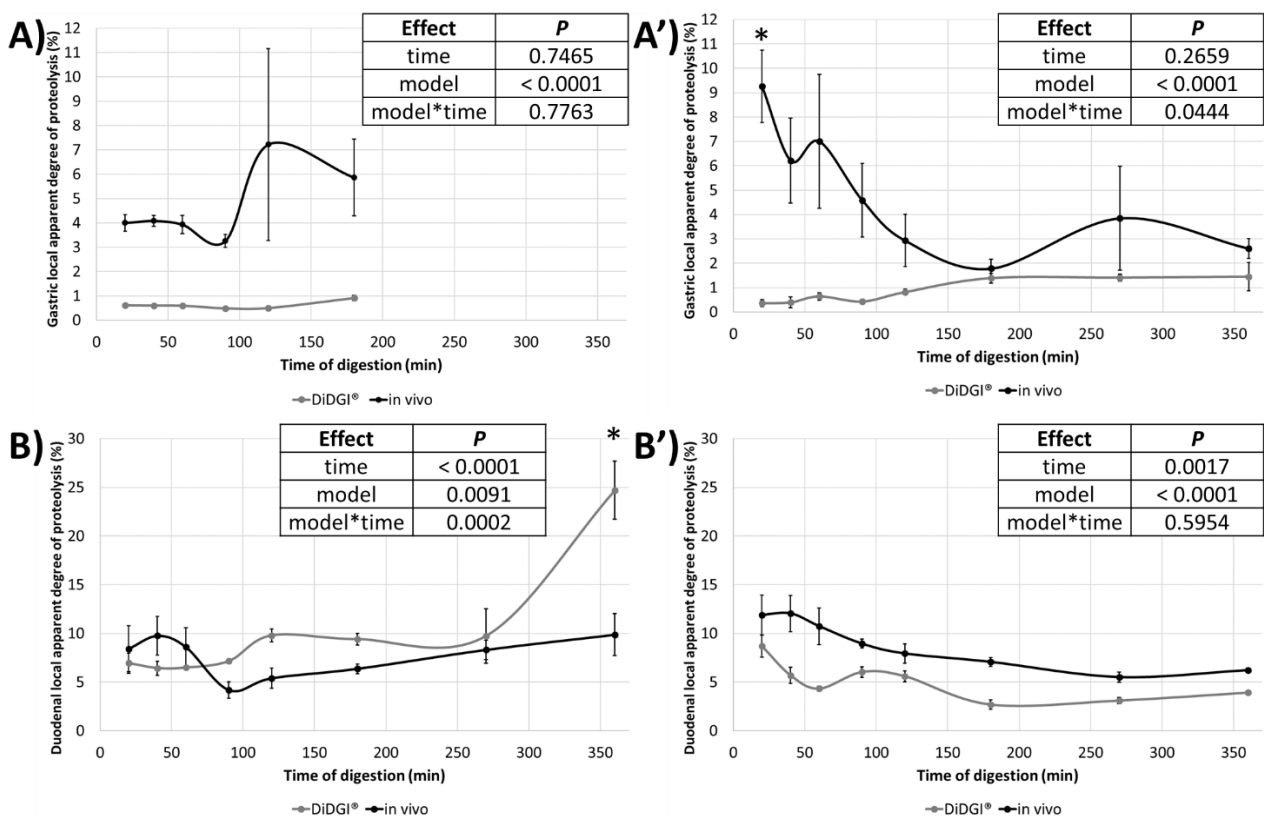 A)
Gastric local apparent degree of proteolysis (%)
12
11
10
9
8
7
6
5
4
3
2
1
0
Effect P
time 0.7465
model < 0.0001
model*time 0.7763
0 50 100 150 200 250 300 350
Time of digestion (min)
DiDGI® in vivo
A')
Gastric local apparent degree of proteolysis (%)
12
11
10
9
8
7
6
5
4
3
2
1
0
*
Effect P
time 0.2659
model < 0.0001
model*time 0.0444
0 50 100 150 200 250 300 350
Time of digestion (min)
DiDGI® in vivo
B)
Duodenal local apparent degree of proteolysis (%)
30
25
20
15
10
5
0
Effect P
time < 0.0001
model 0.0091
model*time 0.0002
*
0 50 100 150 200 250 300 350
Time of digestion (min)
DiDGI® in vivo
B')
Duodenal local apparent degree of proteolysis (%)
30
25
20
15
10
5
0
Effect P
time 0.0017
model < 0.0001
model*time 0.5954
0 50 100 150 200 250 300 350
Time of digestion (min)
DiDGI® in vivo